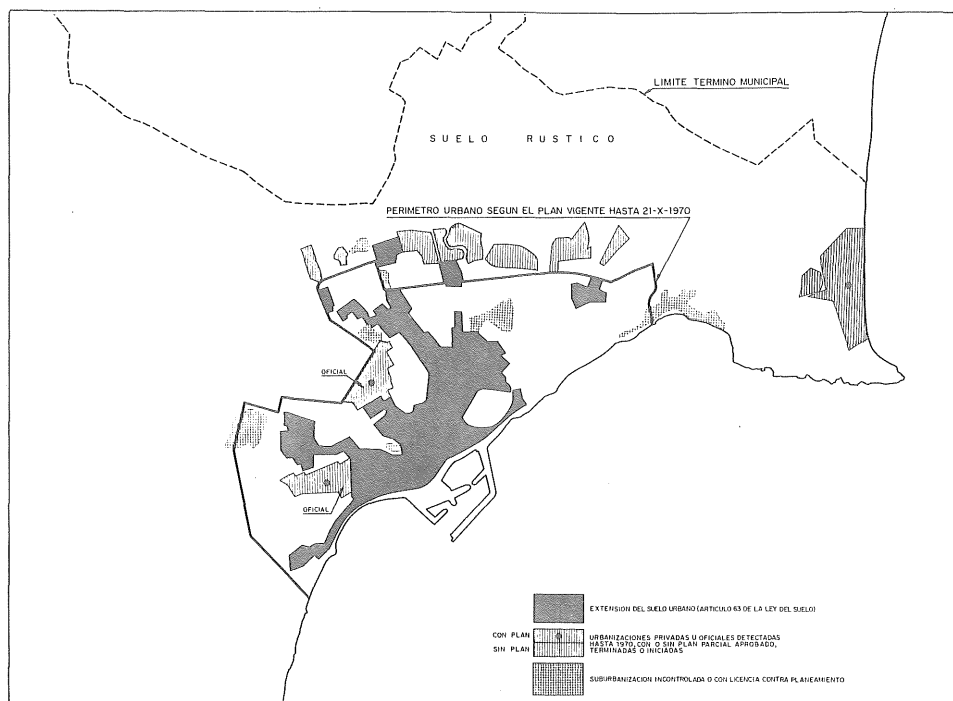 LIMITE TERMINO MUNICIPAL
SUELO RUSTICO
PERIMETRO URBANO SEGUN EL PLAN VIGENTE HASTA 21-X-1970
OFICIAL
OFICIAL
EXTENSION DEL SUELO URBANO (ARTICULO 63 DE LA LEY DEL SUELO)
CON PLAN
SIN PLAN
URBANIZACIONES PRIVADAS U OFICIALES DETECTADAS
HASTA 1970, CON O SIN PLAN PARCIAL APROBADO,
TERMINADAS O INICIADAS
SUBURBANIZACION INCONTROLADA O CON LICENCIA CONTRA PLANEAMIENTO